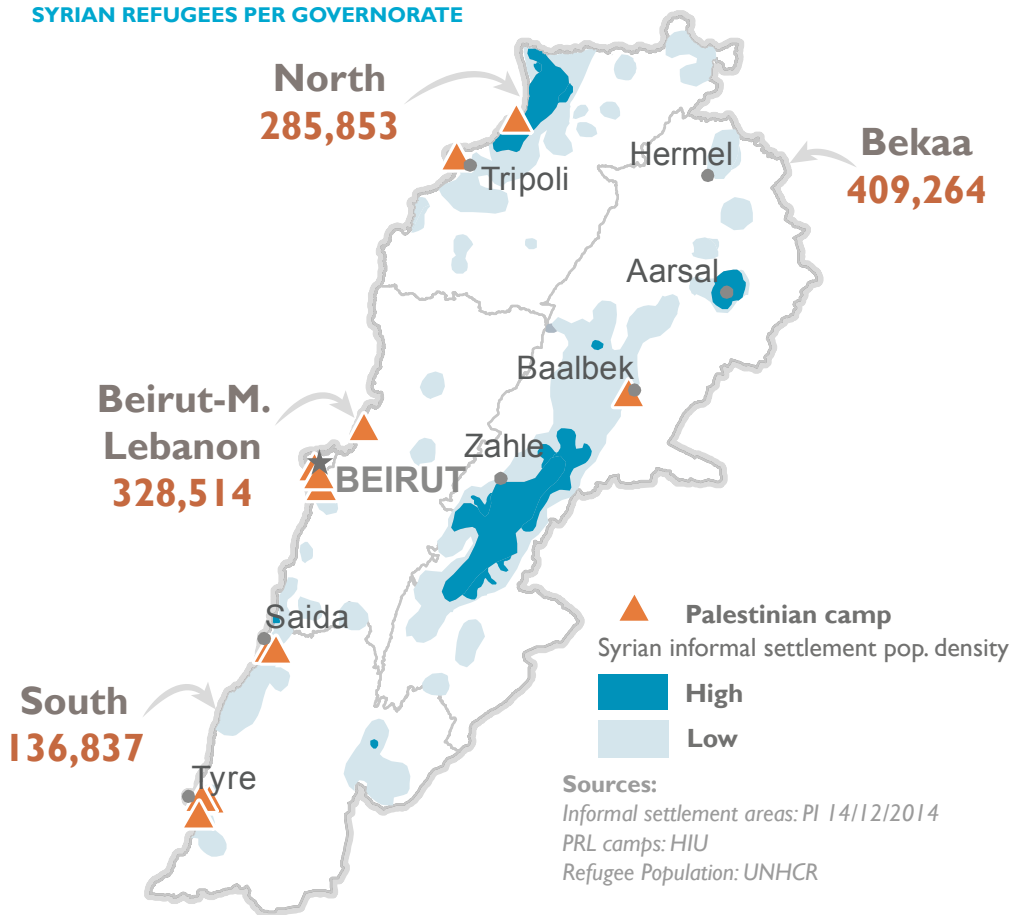 SYRIAN REFUGEES PER GOVERNORATE
North
285,853
Tripoli
Hermel
Bekaa
409,264
Aarsal
Baalbek
Beirut-M.
Lebanon
328,514
Zahle
BEIRUT
Saida
South
136,837
Tyre
Palestinian camp
Syrian informal settlement pop. density
High
Low
Sources:
Informal settlement areas: PI 14/12/2014
PRL camps: HIU
Refugee Population: UNHCR